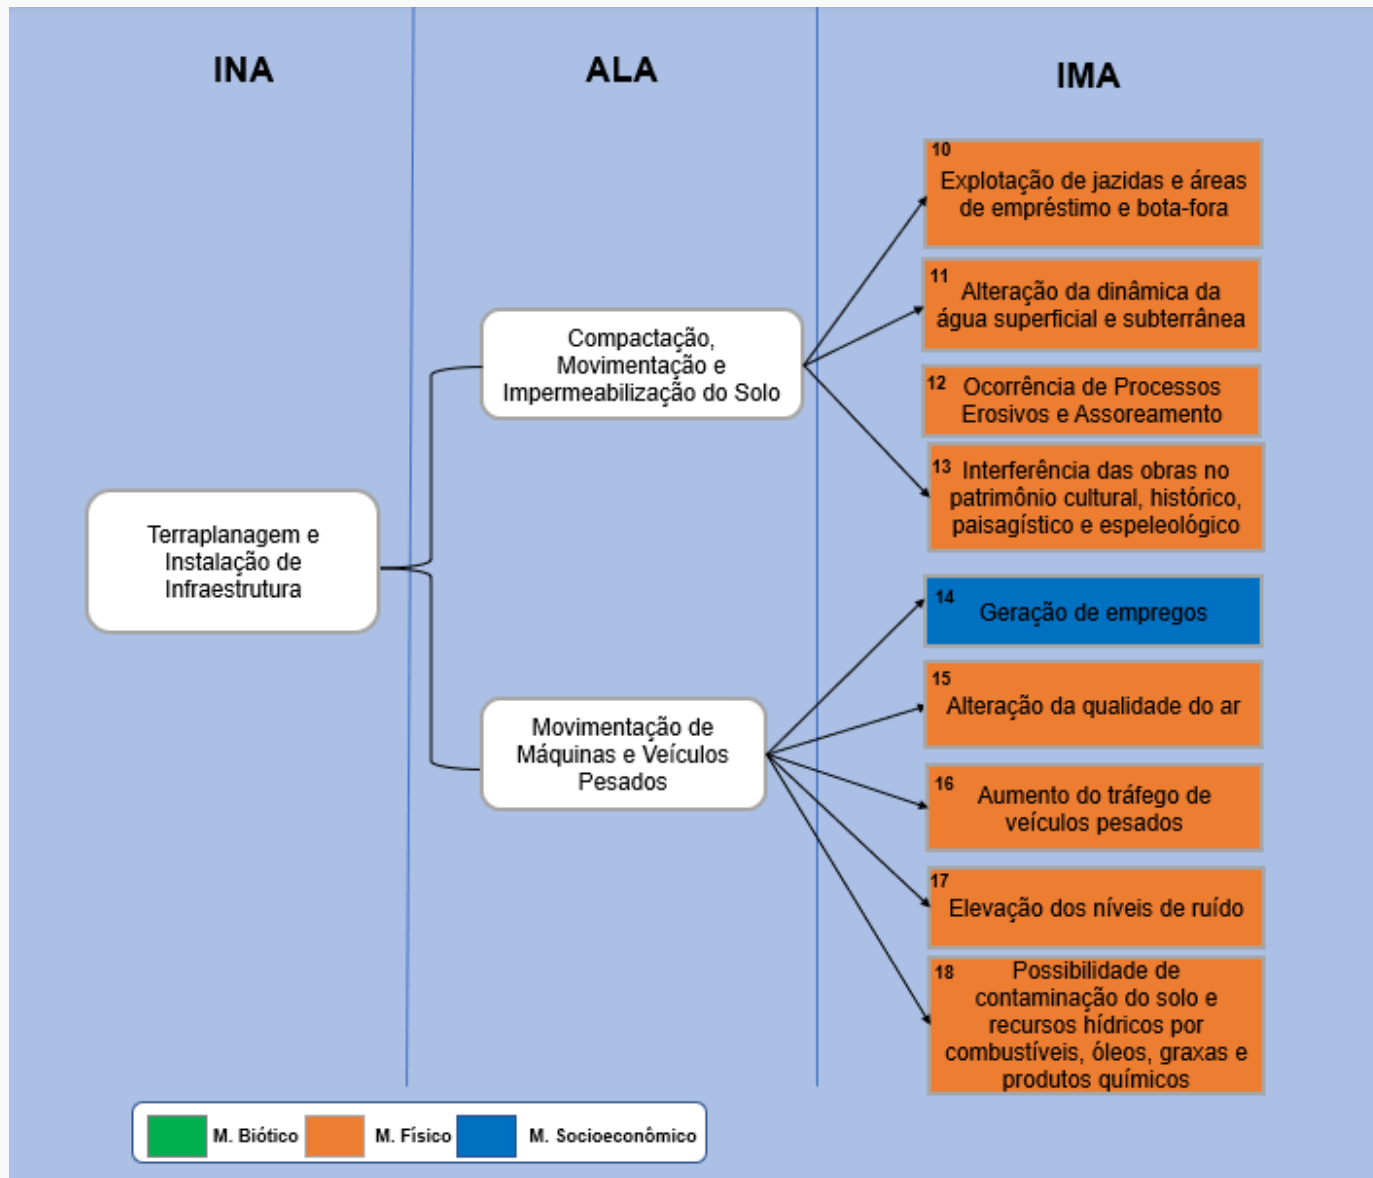 INA
ALA
IMA
Terraplanagem e
Instalação de
Infraestrutura
Compactação,
Movimentação e
Impermeabilização do Solo
Movimentação de
Máquinas e Veículos
Pesados
10
Explotação de jazidas e áreas
de empréstimo e bota-fora
11
Alteração da dinâmica da
água superficial e subterrânea
12 Ocorrência de Processos
Erosivos e Assoreamento
13 Interferência das obras no
patrimônio cultural, histórico,
paisagístico e espeleológico
14
Geração de empregos
15
Alteração da qualidade do ar
16
Aumento do tráfego de
veículos pesados
17
Elevação dos níveis de ruído
18 Possibilidade de
contaminação do solo e
recursos hídricos por
combustíveis, óleos, graxas e
produtos químicos
M. Biótico M. Físico M. Socioeconômico